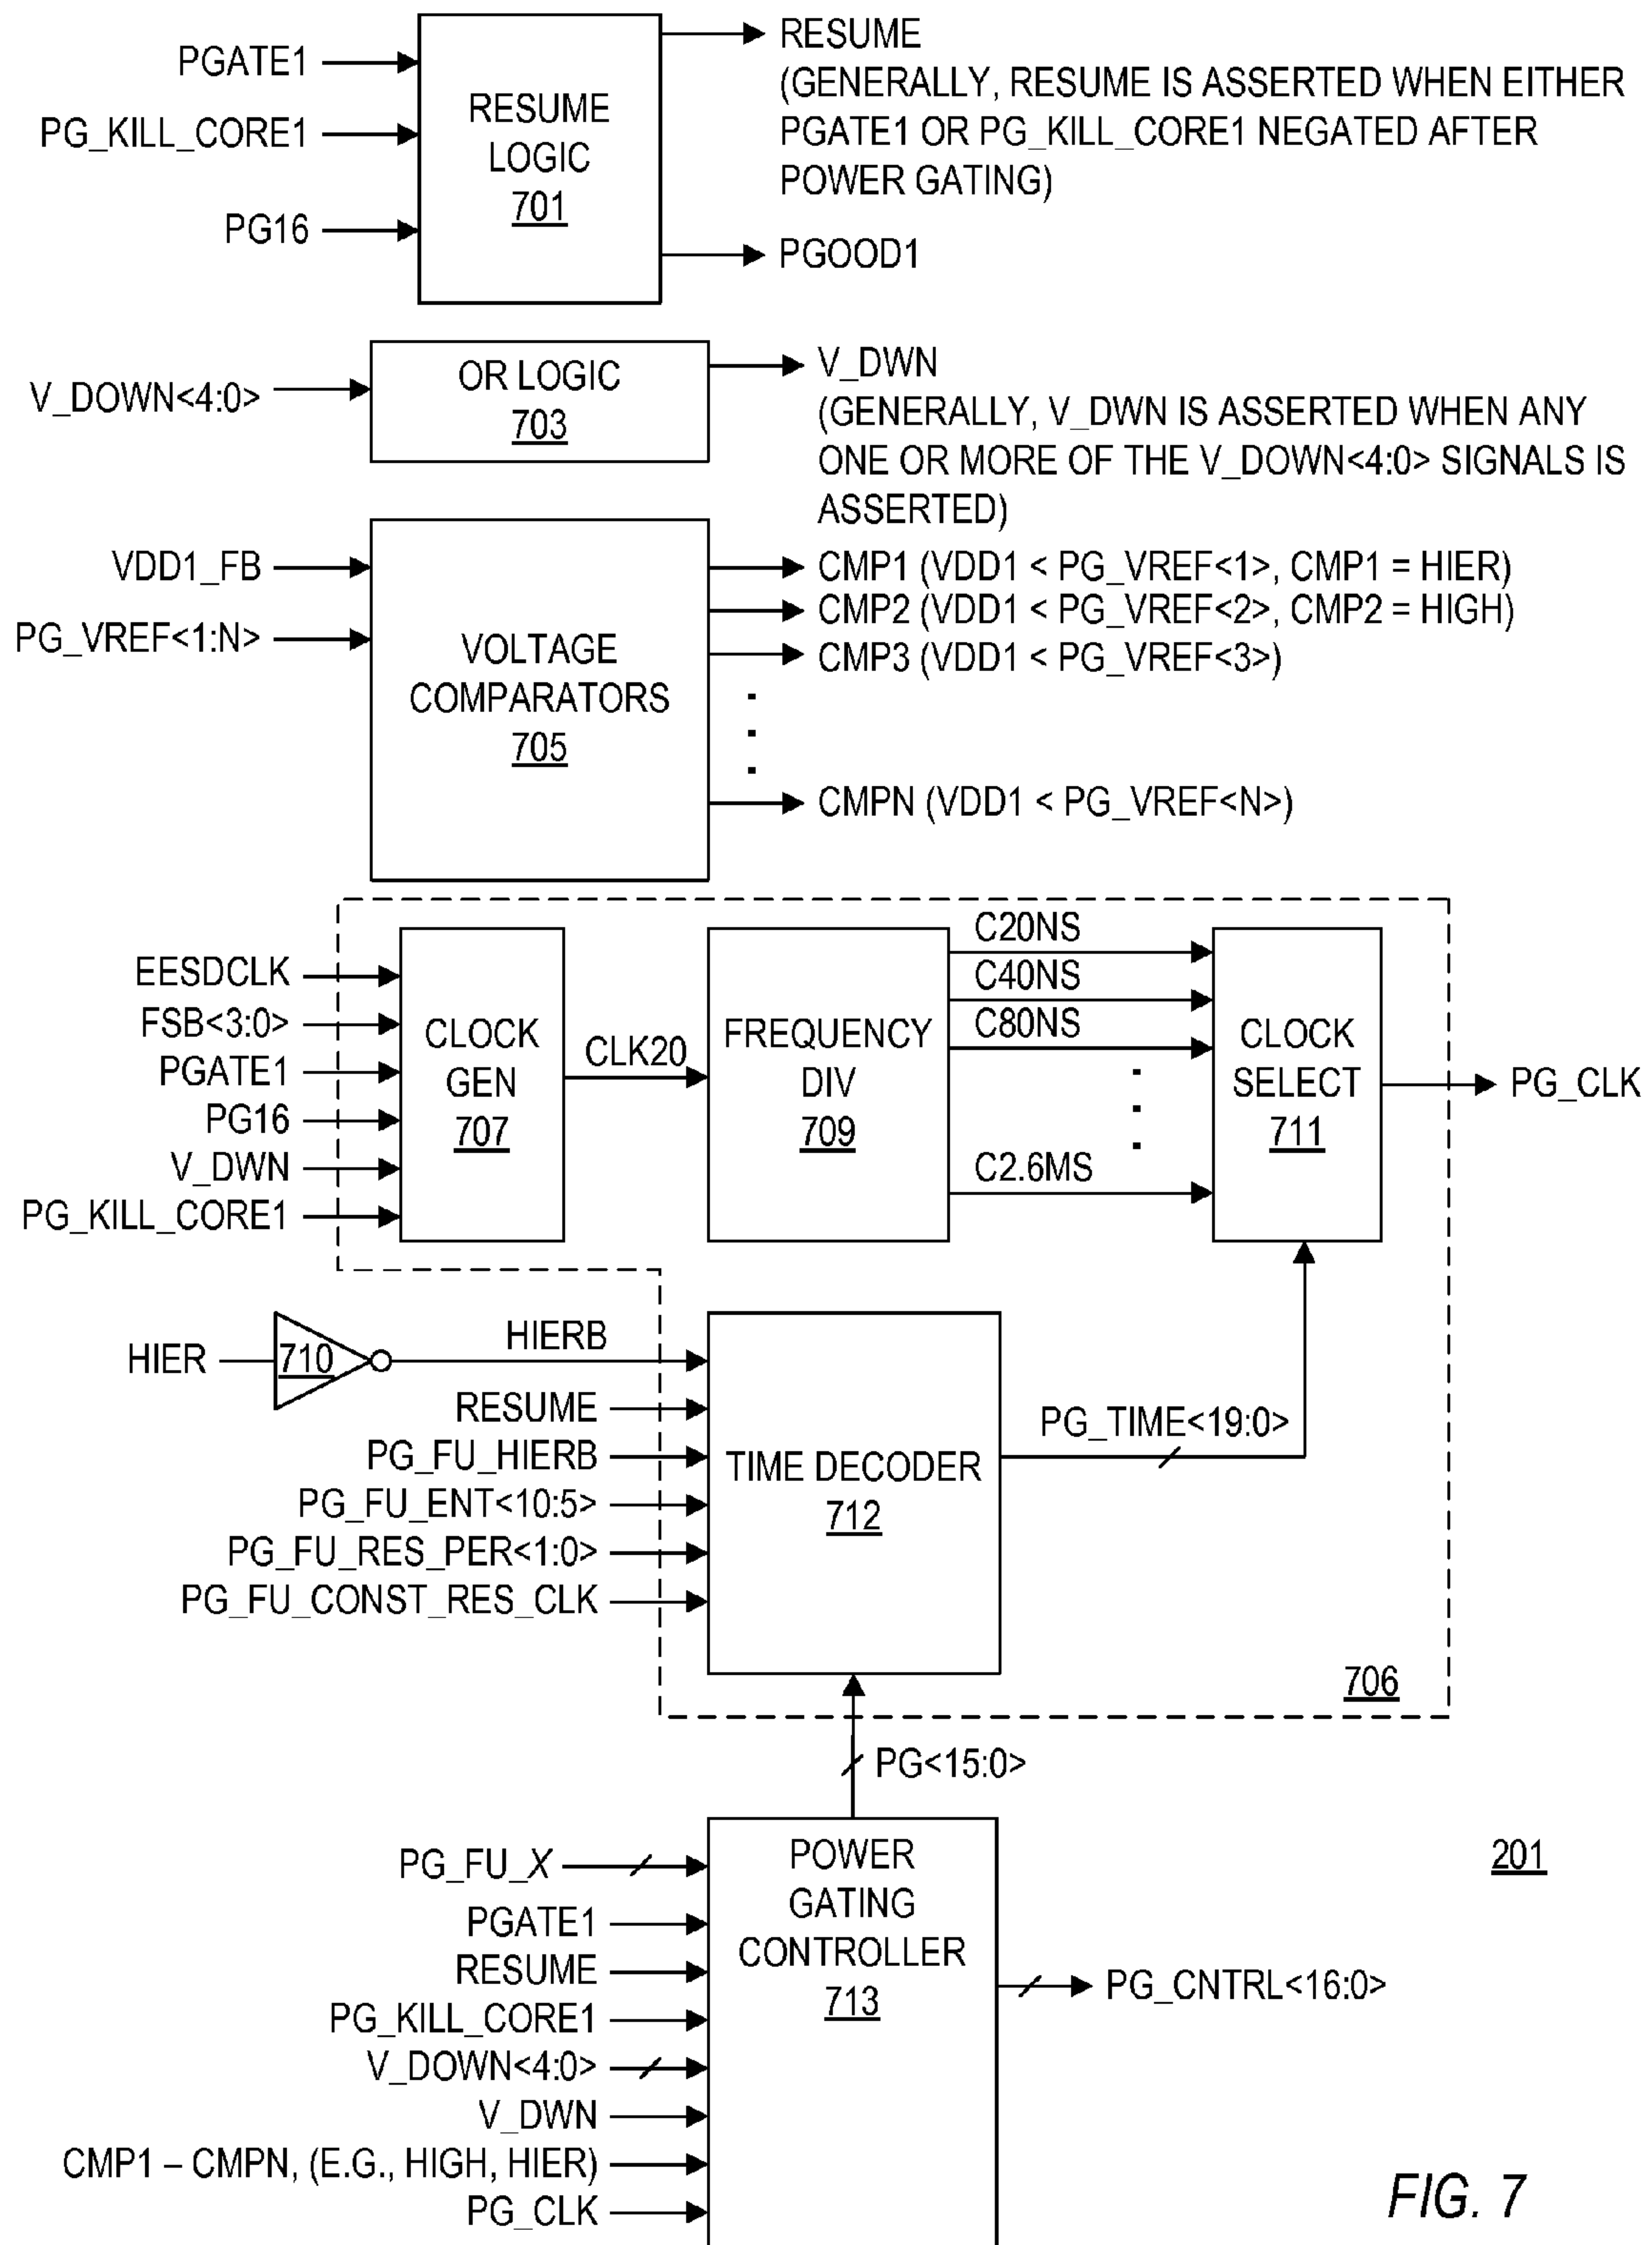 PGATE1
PG_KILL_CORE1
PG16
RESUME
LOGIC
701
RESUME
(GENERALLY, RESUME IS ASSERTED WHEN EITHER
PGATE1 OR PG_KILL_CORE1 NEGATED AFTER
POWER GATING)
PGOOD1
V_DOWN<4:0>
OR LOGIC
703
V_DWN
(GENERALLY, V_DWN IS ASSERTED WHEN ANY
ONE OR MORE OF THE V_DOWN<4:0> SIGNALS IS
ASSERTED)
VDD1_FB
PG_VREF<1:N>
VOLTAGE
COMPARATORS
705
CMP1 (VDD1 < PG_VREF<1>, CMP1 = HIER)
CMP2 (VDD1 < PG_VREF<2>, CMP2 = HIGH)
CMP3 (VDD1 < PG_VREF<3>)
CMPN (VDD1 < PG_VREF<N>)
EESDCLK
FSB<3:0>
PGATE1
PG16
V_DWN
PG_KILL_CORE1
CLOCK
GEN
707
CLK20
FREQUENCY
DIV
709
C20NS
C40NS
C80NS
C2.6MS
CLOCK
SELECT
711
PG_CLK
HIER
710
HIERB
RESUME
PG_FU_HIERB
PG_FU_ENT<10:5>
PG_FU_RES_PER<1:0>
PG_FU_CONST_RES_CLK
TIME DECODER
712
PG_TIME<19:0>
706
PG<15:0>
PG_FU_X
PGATE1
RESUME
PG_KILL_CORE1
V_DOWN<4:0>
V_DWN
CMP1 – CMPN, (E.G., HIGH, HIER)
PG_CLK
POWER
GATING
CONTROLLER
713
PG_CNTRL<16:0>
201
FIG. 7